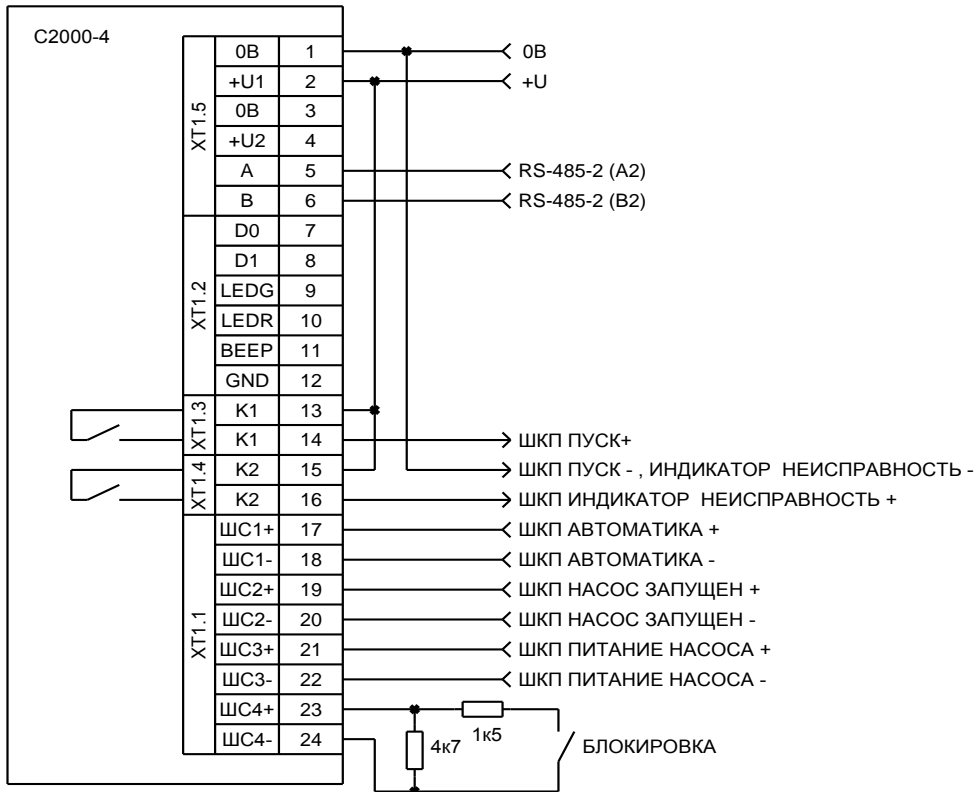 С2000-4
0В 1 0В
+U1 2 +U
0В 3
+U2 4
A 5 RS-485-2 (A2)
B 6 RS-485-2 (B2)
XT1.5
D0 7
D1 8
LEDG 9
LEDR 10
BEEP 11
GND 12
XT1.2
K1 13
K1 14 ШКП ПУСК+
XT1.3
K2 15 ШКП ПУСК - , ИНДИКАТОР НЕИСПРАВНОСТЬ -
K2 16 ШКП ИНДИКАТОР НЕИСПРАВНОСТЬ +
XT1.4
ШС1+ 17 ШКП АВТОМАТИКА +
ШС1- 18 ШКП АВТОМАТИКА -
ШС2+ 19 ШКП НАСОС ЗАПУЩЕН +
ШС2- 20 ШКП НАСОС ЗАПУЩЕН -
ШС3+ 21 ШКП ПИТАНИЕ НАСОСА +
ШС3- 22 ШКП ПИТАНИЕ НАСОСА -
ШС4+ 23
ШС4- 24
XT1.1
1к5
4к7
БЛОКИРОВКА